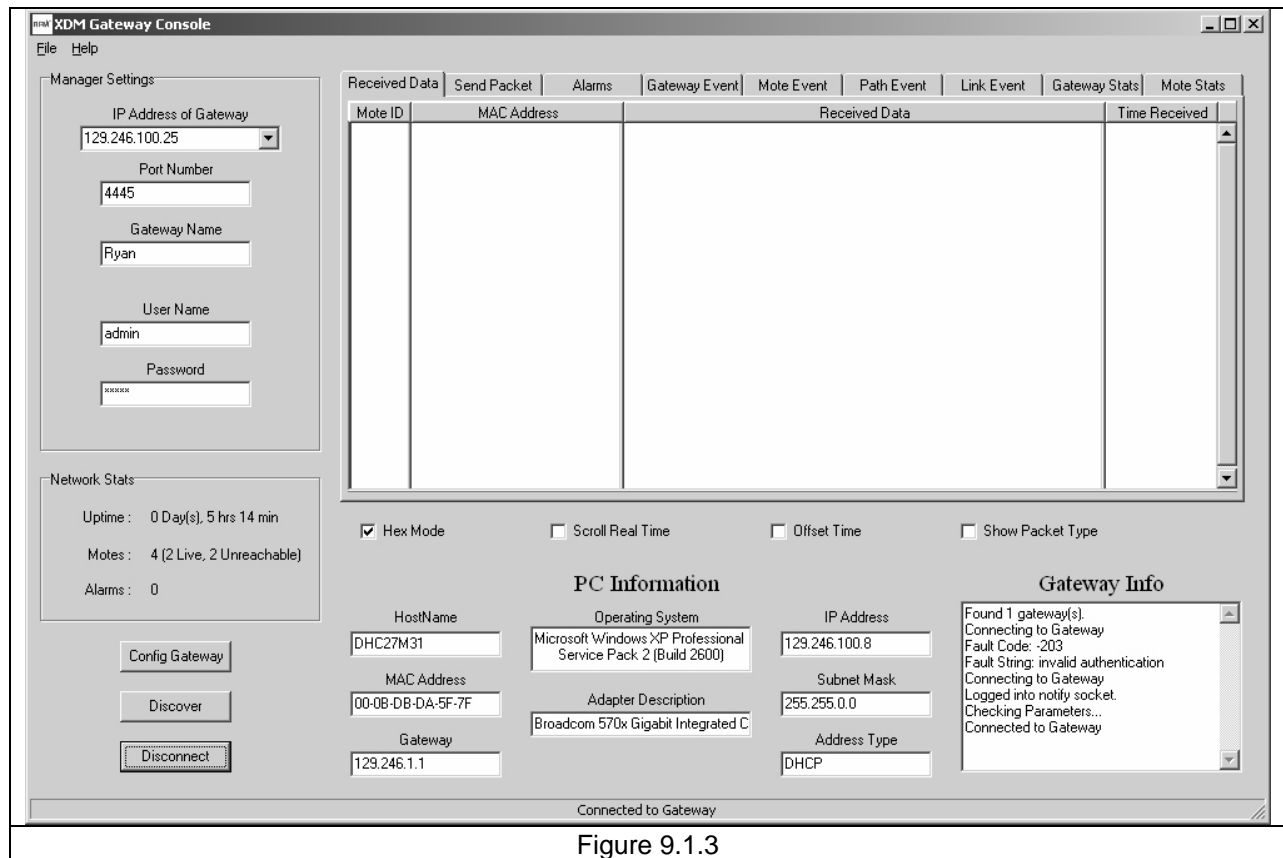 RFM XDM Gateway Console
File Help
Manager Settings
IP Address of Gateway
129.246.100.25
Port Number
4445
Gateway Name
Ryan
User Name
admin
Password
xxxxx
Network Stats
Uptime : 0 Day(s), 5 hrs 14 min
Motes : 4 (2 Live, 2 Unreachable)
Alarms : 0
Config Gateway
Discover
Disconnect
Received Data Send Packet Alarms Gateway Event Mote Event Path Event Link Event Gateway Stats Mote Stats
Mote ID MAC Address Received Data Time Received
Hex Mode Scroll Real Time Offset Time Show Packet Type
PC Information
HostName
DHC27M31
MAC Address
00-0B-DB-DA-5F-7F
Gateway
129.246.1.1
Operating System
Microsoft Windows XP Professional
Service Pack 2 (Build 2600)
Adapter Description
Broadcom 570x Gigabit Integrated C
IP Address
129.246.100.8
Subnet Mask
255.255.0.0
Address Type
DHCP
Gateway Info
Found 1 gateway(s).
Connecting to Gateway
Fault Code: -203
Fault String: invalid authentication
Connecting to Gateway
Logged into notify socket.
Checking Parameters...
Connected to Gateway
Connected to Gateway
Figure 9.1.3